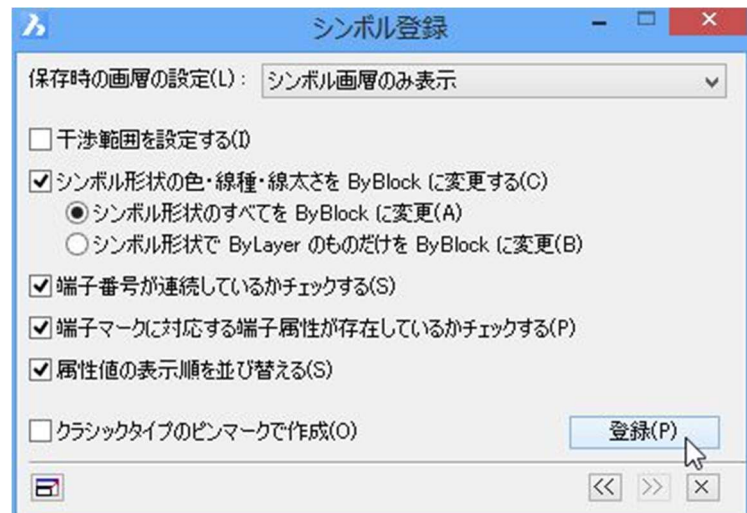 シンボル登録
保存時の画層の設定(L): シンボル画層のみ表示
干渉範囲を設定する(I)
シンボル形状の色・線種・線太さを ByBlock に変更する(C)
シンボル形状のすべてを ByBlock に変更(A)
シンボル形状で ByLayer のものだけを ByBlock に変更(B)
端子番号が連続しているかチェックする(S)
端子マークに対応する端子属性が存在しているかチェックする(P)
属性値の表示順を並び替える(S)
クラシックタイプのピンマークで作成(O)
登録(P)